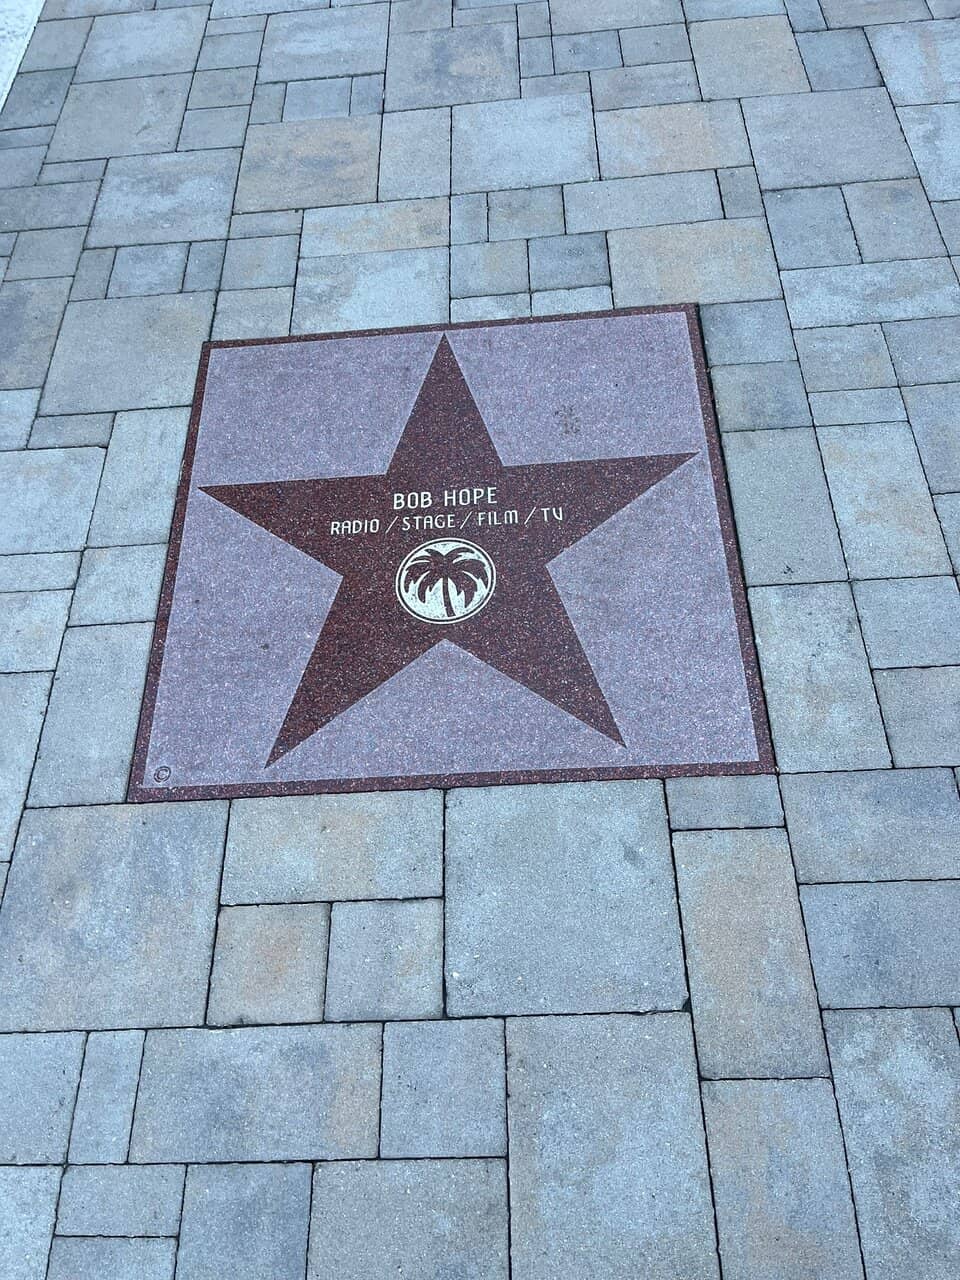 BOB HOPE
RADIO / STAGE / FILM / TV
©